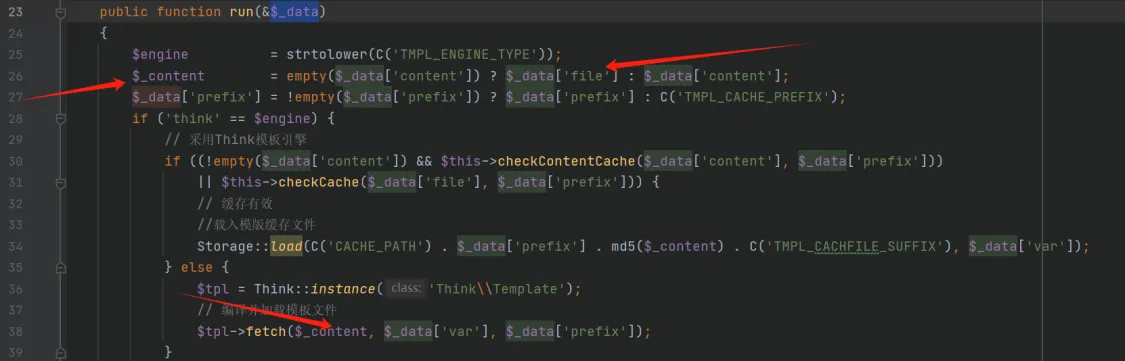 23 public function run(&$_data)
24 {
25 $engine = strtolower(C('TMPL_ENGINE_TYPE'));
26 $_content = empty($_data['content']) ? $_data['file'] : $_data['content'];
27 $_data['prefix'] = !empty($_data['prefix']) ? $_data['prefix'] : C('TMPL_CACHE_PREFIX');
28 if ('think' == $engine) {
29 // 采用Think模板引擎
30 if ((!empty($_data['content']) && $this->checkContentCache($_data['content'], $_data['prefix']))
31 || $this->checkCache($_data['file'], $_data['prefix'])) {
32 // 缓存有效
33 //载入模版缓存文件
34 Storage::load(C('CACHE_PATH') . $_data['prefix'] . md5($_content) . C('TMPL_CACHFILE_SUFFIX'), $_data['var']);
35 } else {
36 $tpl = Think::instance( class: 'Think\\Template');
37 // 编译并加载模板文件
38 $tpl->fetch($_content, $_data['var'], $_data['prefix']);
39 }